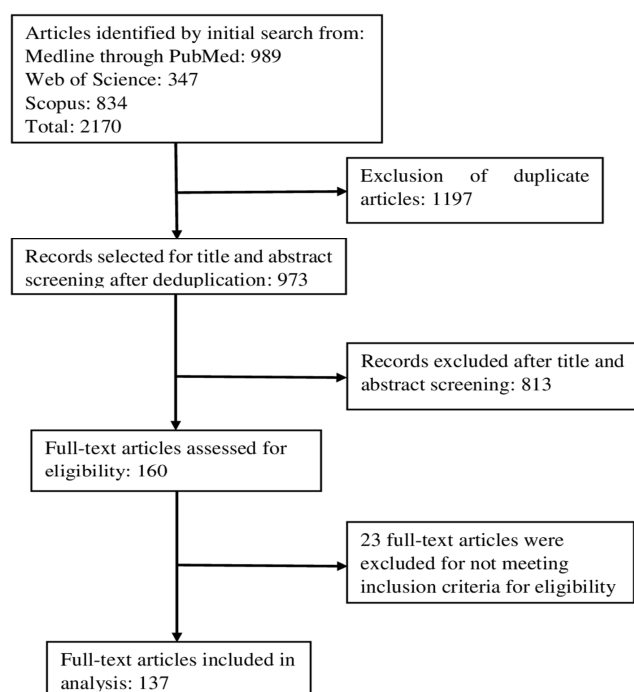 Articles identified by initial search from:
Medline through PubMed: 989
Web of Science: 347
Scopus: 834
Total: 2170
Exclusion of duplicate
articles: 1197
Records selected for title and abstract
screening after deduplication: 973
Records excluded after title and
abstract screening: 813
Full-text articles assessed for
eligibility: 160
23 full-text articles were
excluded for not meeting
inclusion criteria for eligibility
Full-text articles included in
analysis: 137